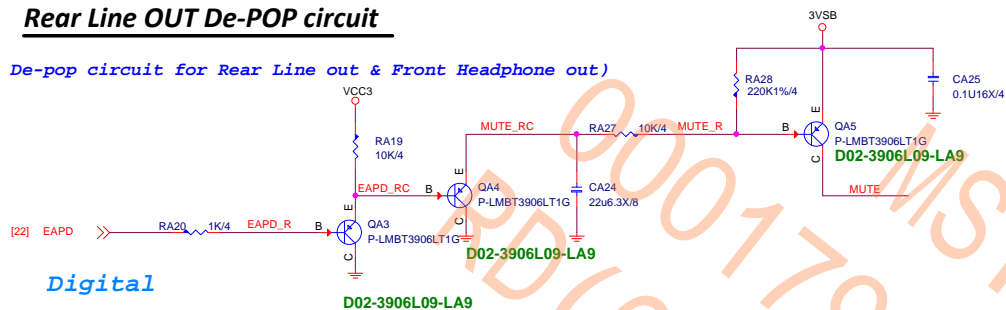 Rear Line OUT De-POP circuit
De-pop circuit for Rear Line out & Front Headphone out)
3VSB
VCC3
RA28
220K1%/4
CA25
0.1U16X/4
RA19
10K/4
MUTE_RC
RA27
10K/4
MUTE_R
B
E
C
QA5
P-LMBT3906LT1G
D02-3906L09-LA9
MUTE
EAPD_RC
B
E
C
QA4
P-LMBT3906LT1G
D02-3906L09-LA9
CA24
22u6.3X/8
[22] EAPD
RA20
1K/4
EAPD_R
B
E
C
QA3
P-LMBT3906LT1G
D02-3906L09-LA9
Digital